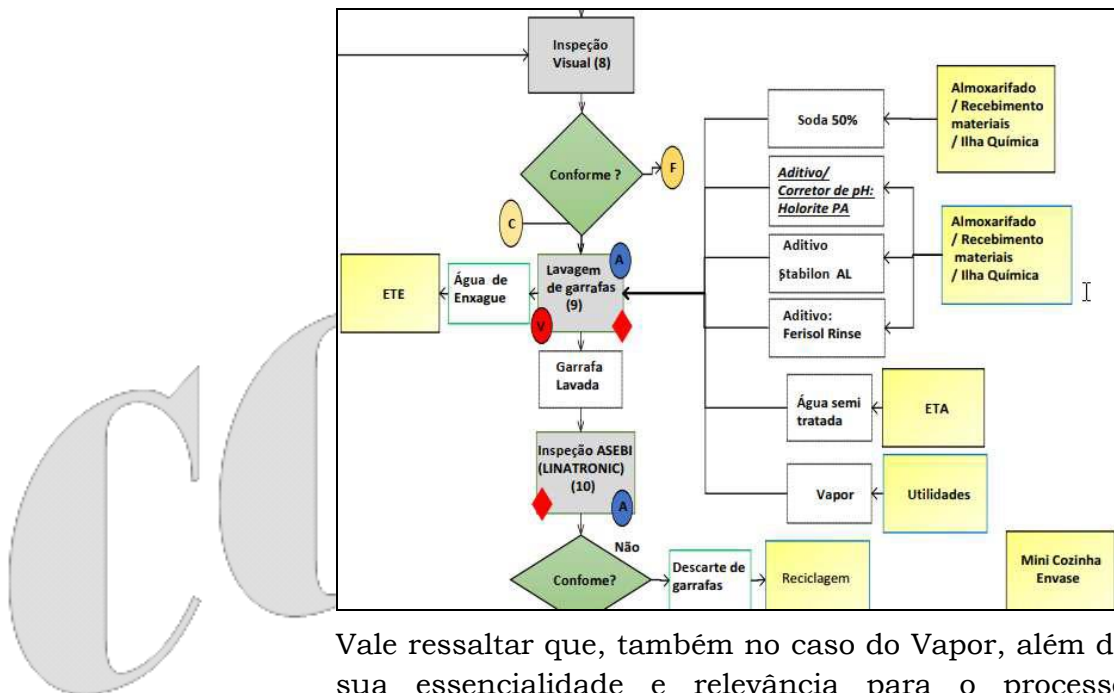 Inspeção
Visual (8)
Conforme ?
F
C
Lavagem
de garrafas
(9)
A
V
Água de
Enxague
ETE
Garrafa
Lavada
Inspeção ASEBI
(LINATRONIC)
(10)
A
Não
Confome?
Descarte de
garrafas
Reciclagem
Soda 50%
Aditivo/
Corretor de pH:
Holorite PA
Aditivo
Stabilon AL
Aditivo:
Ferisol Rinse
Água semi
tratada
Vapor
Almoxarifado
/ Recebimento
materiais
/ Ilha Química
Almoxarifado
/ Recebimento
materiais
/ Ilha Química
ETA
Utilidades
Mini Cozinha
Envase
Vale ressaltar que, também no caso do Vapor, além d
sua essencialidade e relevância para o processo